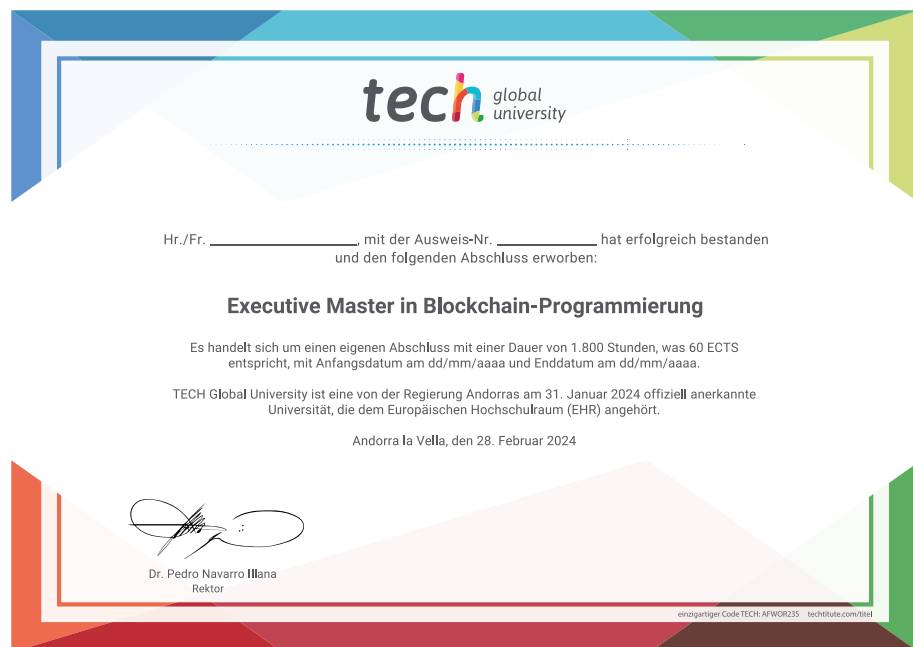 tech global university
Hr./Fr. ____________________, mit der Ausweis-Nr. ______________ hat erfolgreich bestanden
und den folgenden Abschluss erworben:
Executive Master in Blockchain-Programmierung
Es handelt sich um einen eigenen Abschluss mit einer Dauer von 1.800 Stunden, was 60 ECTS
entspricht, mit Anfangsdatum am dd/mm/aaaa und Enddatum am dd/mm/aaaa.
TECH Global University ist eine von der Regierung Andorras am 31. Januar 2024 offiziell anerkannte
Universität, die dem Europäischen Hochschulraum (EHR) angehört.
Andorra la Vella, den 28. Februar 2024
Dr. Pedro Navarro Illana
Rektor
einzigartiger Code TECH: AFWOR23S techtitute.com/titel